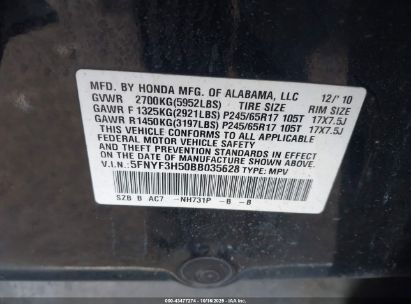 MFD. BY HONDA MFG. OF ALABAMA, LLC 12/'10
GVWR 2700KG(5952LBS) TIRE SIZE RIM SIZE
GAWR F 1325KG(2921LBS) P245/65R17 105T 17X7.5J
GAWR R1450KG(3197LBS) P245/65R17 105T 17X7.5J
THIS VEHICLE CONFORMS TO ALL APPLICABLE
FEDERAL MOTOR VEHICLE SAFETY, BUMPER
AND THEFT PREVENTION STANDARDS IN EFFECT
ON THE DATE OF MANUFACTURE SHOWN ABOVE.
V.I.N.: 5FNYF3H50BB035628 TYPE: MPV
SZB B AC7 -NH731P -B -B